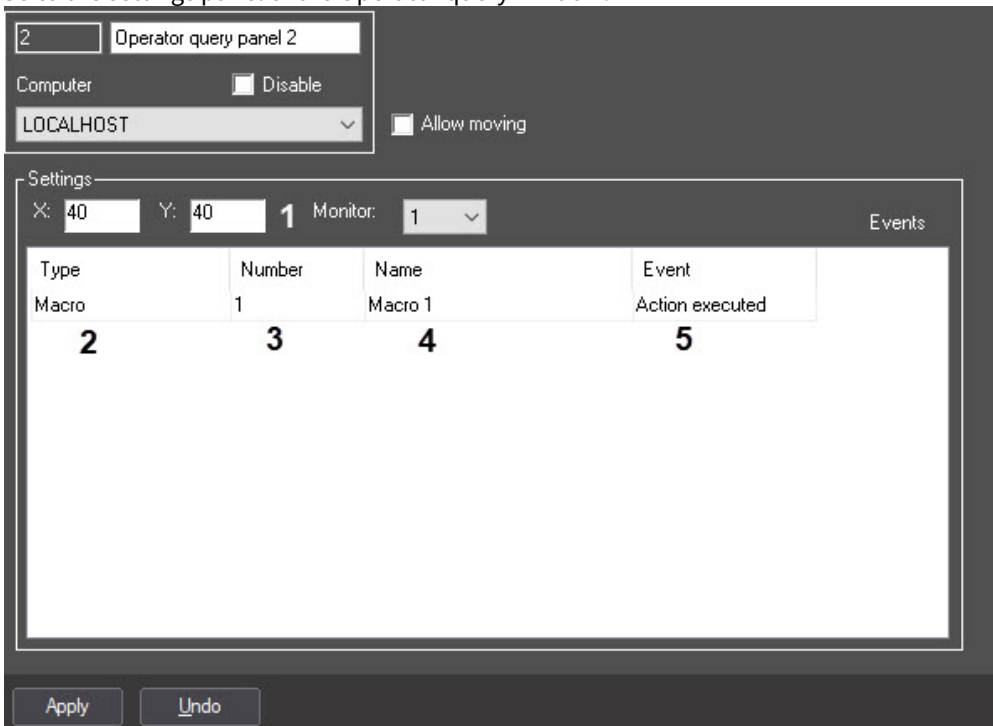 2 Operator query panel 2
Computer Disable
LOCALHOST Allow moving
Settings
X: 40 Y: 40 1 Monitor: 1
Events
Type Number Name Event
Macro 1 Macro 1 Action executed
2 3 4 5
Apply Undo